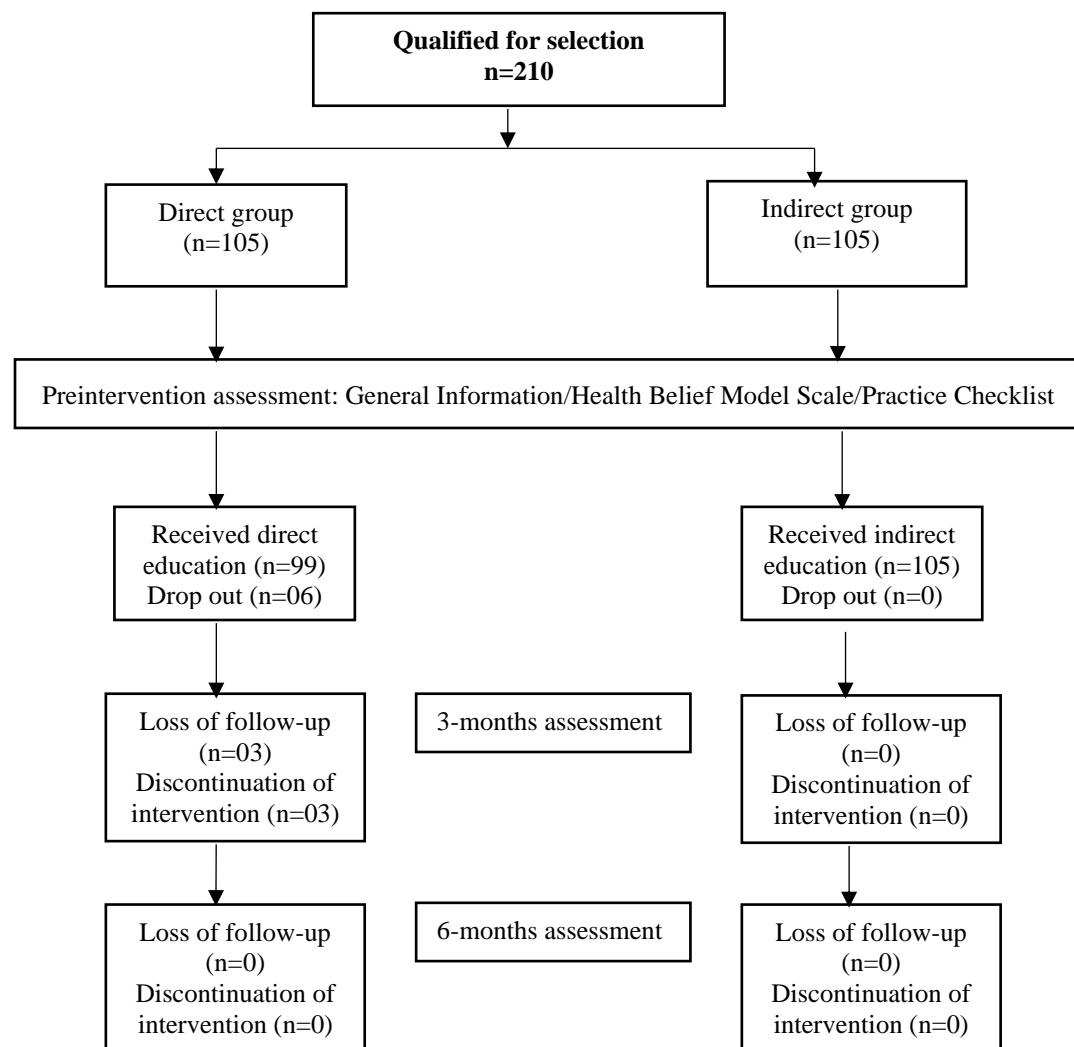 Qualified for selection
n=210
Direct group
(n=105)
Indirect group
(n=105)
Preintervention assessment: General Information/Health Belief Model Scale/Practice Checklist
Received direct
education (n=99)
Drop out (n=06)
Received indirect
education (n=105)
Drop out (n=0)
Loss of follow-up
(n=03)
Discontinuation of
intervention (n=03)
3-months assessment
Loss of follow-up
(n=0)
Discontinuation of
intervention (n=0)
Loss of follow-up
(n=0)
Discontinuation of
intervention (n=0)
6-months assessment
Loss of follow-up
(n=0)
Discontinuation of
intervention (n=0)